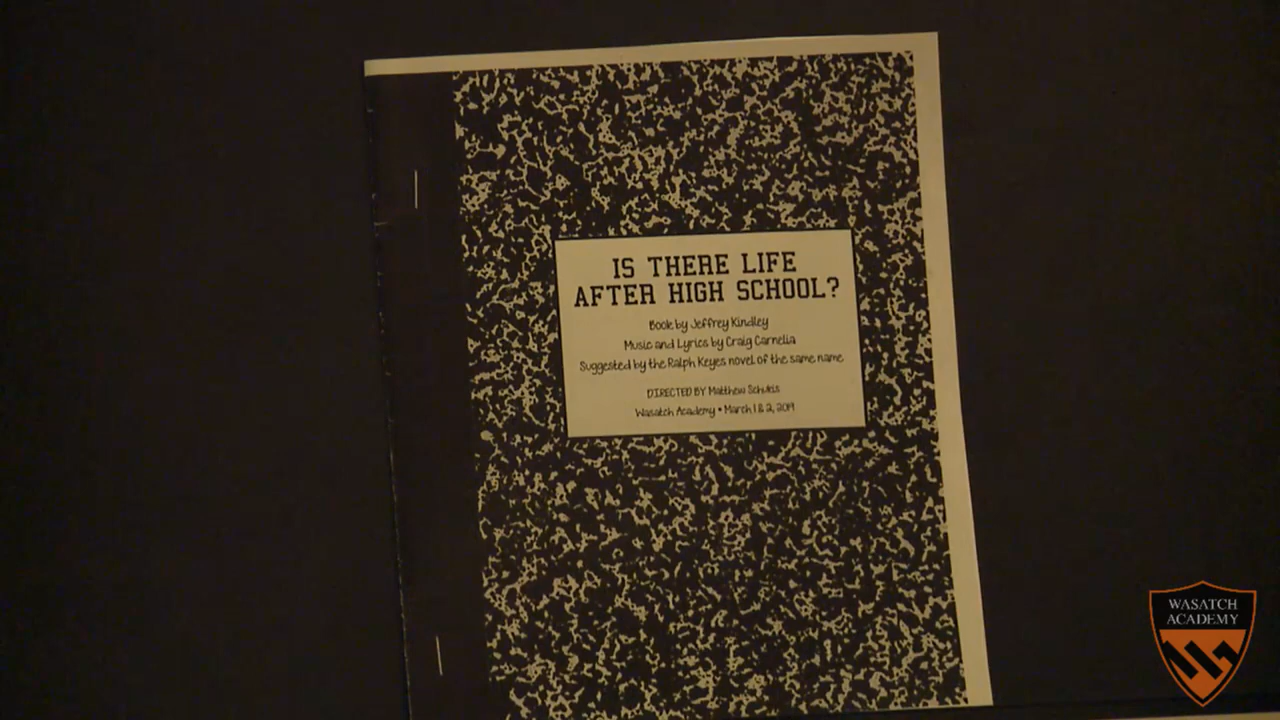 IS THERE LIFE
AFTER HIGH SCHOOL?
Book by Jeffrey Kindley
Music and Lyrics by Craig Carnelia
Suggested by the Ralph Keyes novel of the same name
DIRECTED BY Matthew
Wasatch Academy • March 1 & 2, 2019
WASATCH
ACADEMY